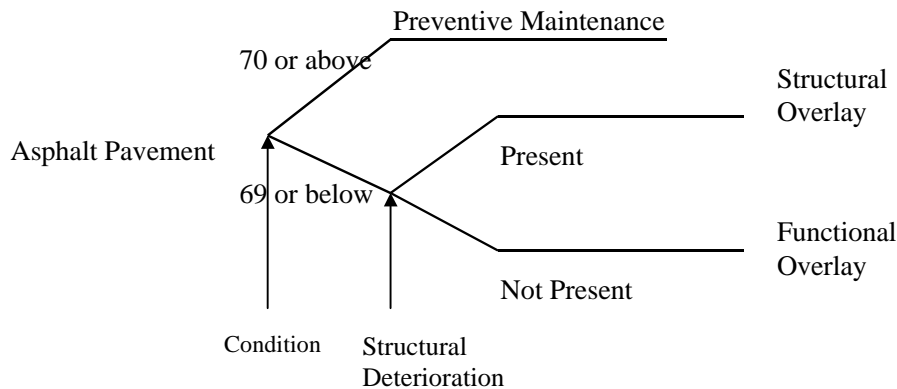 Preventive Maintenance
70 or above
Structural
Overlay
Asphalt Pavement
Present
69 or below
Functional
Overlay
Not Present
Condition
Structural
Deterioration